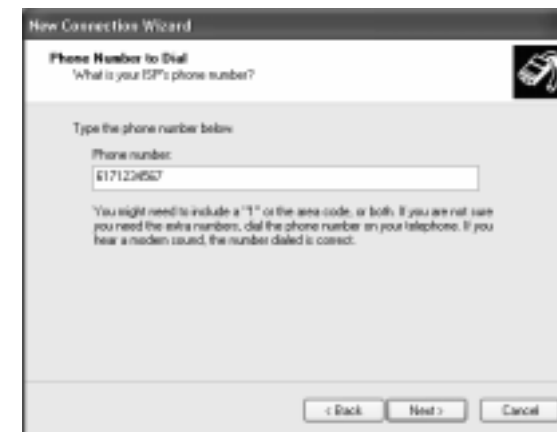 New Connection Wizard
Phone Number to Dial
What is your ISP's phone number?
Type the phone number below.
Phone number:
6171234567
You might need to include a "1" or the area code, or both. If you are not sure
you need the extra numbers, dial the phone number on your telephone. If you
hear a modem sound, the number dialed is correct.
< Back
Next >
Cancel